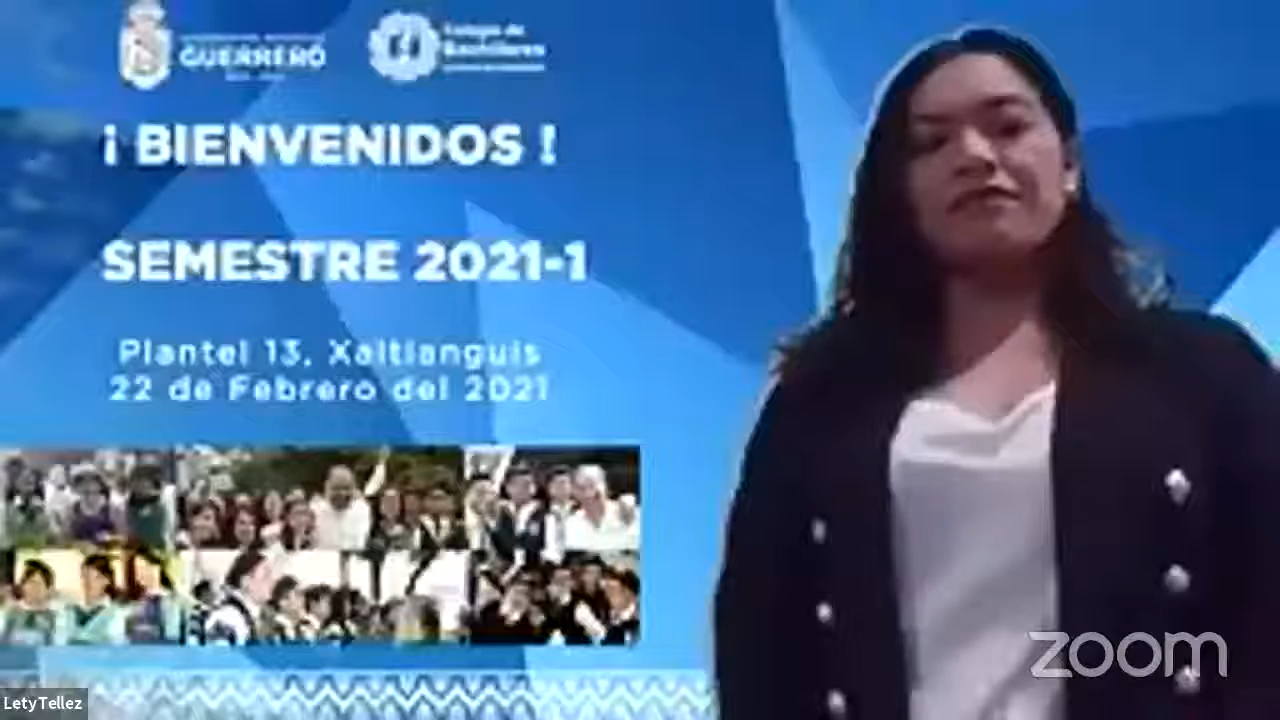 GUERRERO
Colegio de
Bachilleres
¡ BIENVENIDOS !
SEMESTRE 2021-1
Plantel 13, Xaltianguis
22 de Febrero del 2021
zoom
LetyTellez